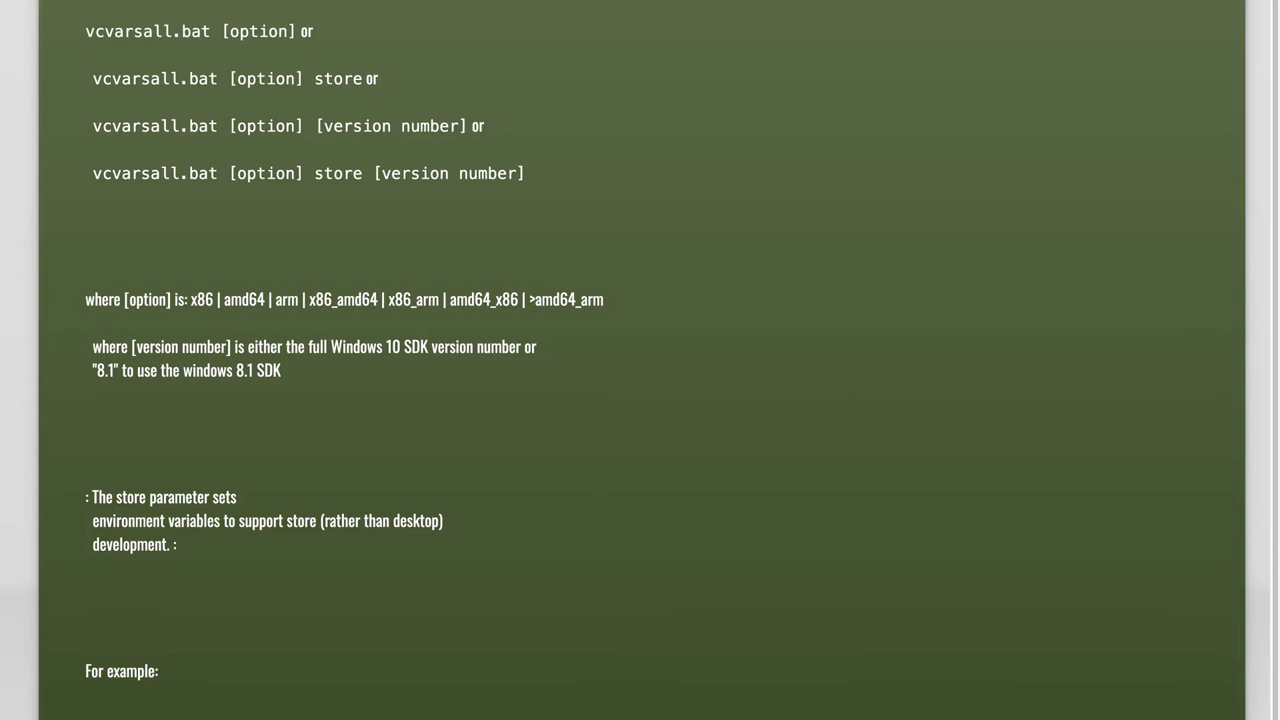 vcvarsall.bat [option] or
vcvarsall.bat [option] store or
vcvarsall.bat [option] [version number] or
vcvarsall.bat [option] store [version number]
where [option] is: x86 | amd64 | arm | x86_amd64 | x86_arm | amd64_x86 | >amd64_arm
where [version number] is either the full Windows 10 SDK version number or
"8.1" to use the windows 8.1 SDK
: The store parameter sets
environment variables to support store (rather than desktop)
development. :
For example: